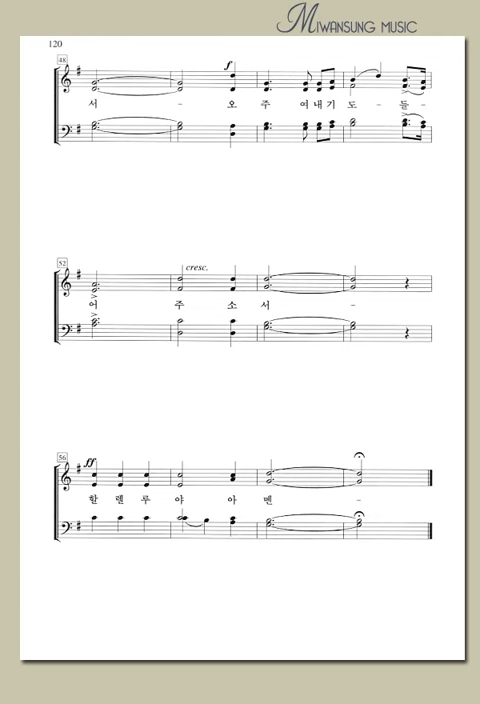 MIWANSUNG MUSIC
120
48
f
서 - 오 주 여 내 기 도 - 들 -
52
cresc.
어 주 소 서 -
56
ff
할 렐 루 야 아 멘 -